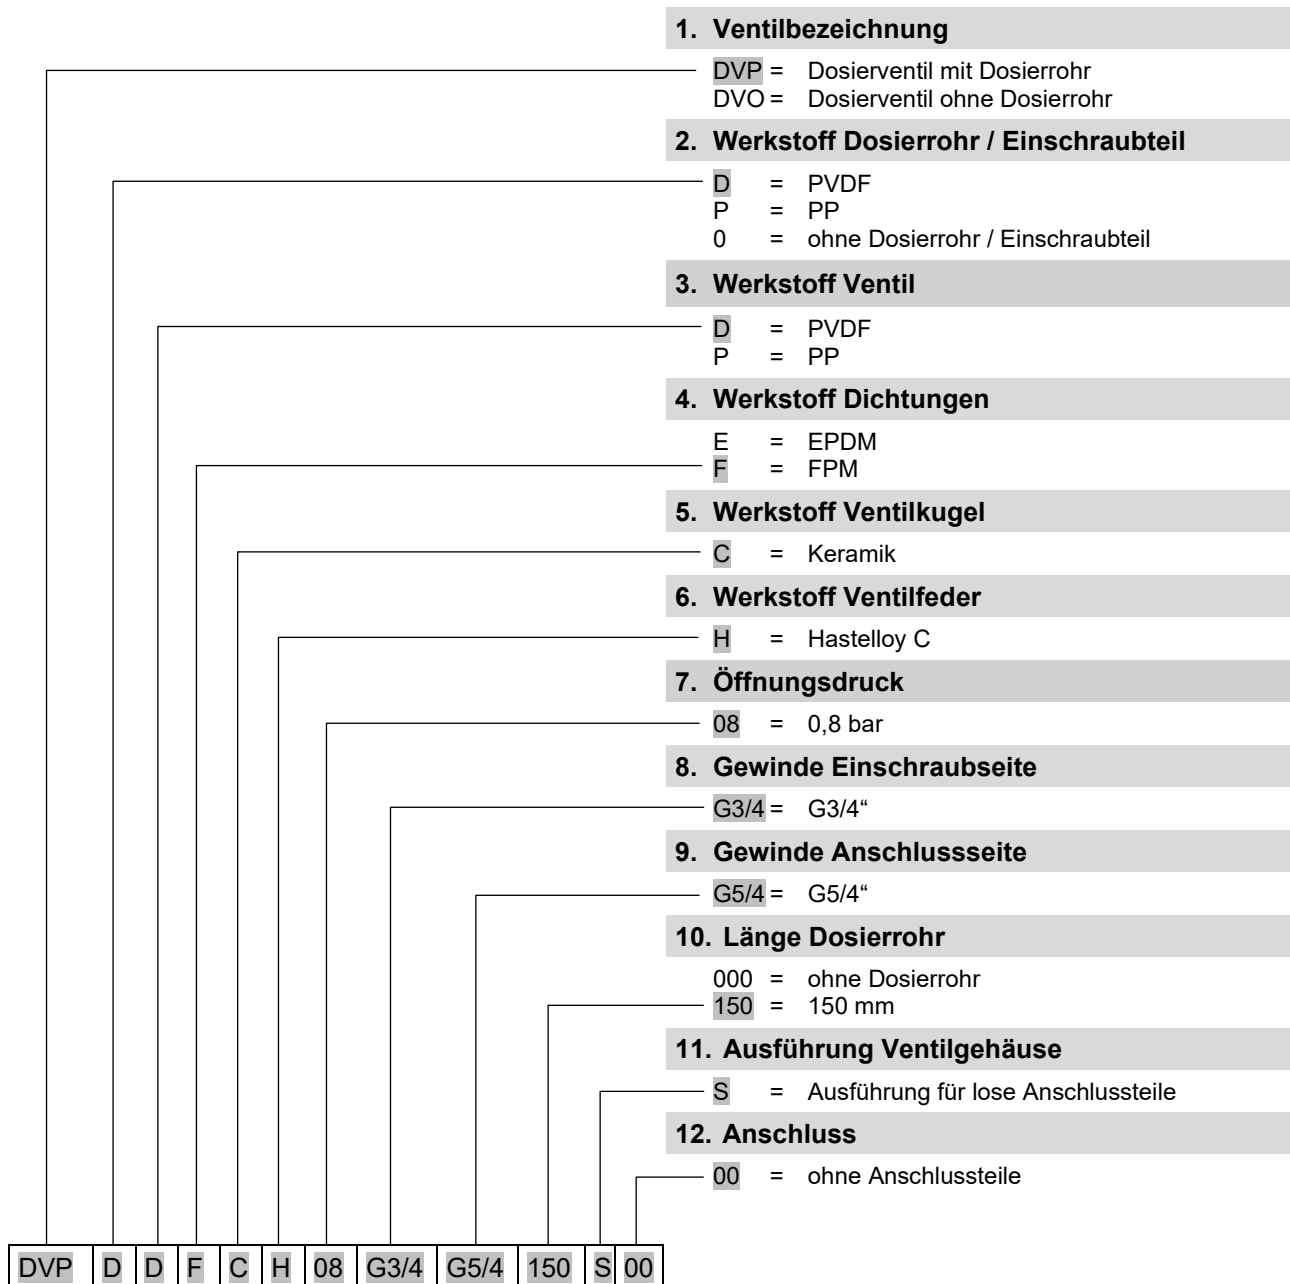 1. Ventilbezeichnung
DVP = Dosierventil mit Dosierrohr
DVO = Dosierventil ohne Dosierrohr
2. Werkstoff Dosierrohr / Einschraubteil
D = PVDF
P = PP
0 = ohne Dosierrohr / Einschraubteil
3. Werkstoff Ventil
D = PVDF
P = PP
4. Werkstoff Dichtungen
E = EPDM
F = FPM
5. Werkstoff Ventilkugel
C = Keramik
6. Werkstoff Ventilfeder
H = Hastelloy C
7. Öffnungsdruck
08 = 0,8 bar
8. Gewinde Einschraubseite
G3/4 = G3/4“
9. Gewinde Anschlussseite
G5/4 = G5/4“
10. Länge Dosierrohr
000 = ohne Dosierrohr
150 = 150 mm
11. Ausführung Ventilgehäuse
S = Ausführung für lose Anschlussteile
12. Anschluss
00 = ohne Anschlussteile
DVP D D F C H 08 G3/4 G5/4 150 S 00